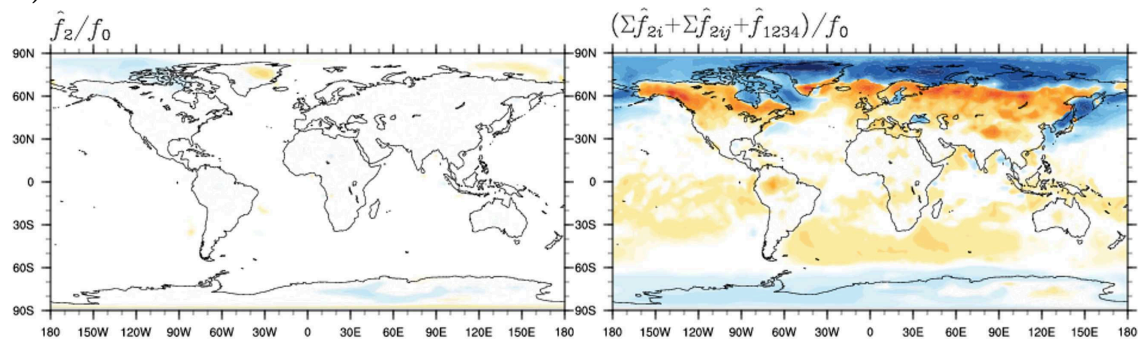 )
f̂₂/f₀
(Σf̂₂ᵢ+Σf̂₂ᵢⱼ+f̂₁₂₃₄)/f₀
90N 90N
60N 60N
30N 30N
0 0
30S 30S
60S 60S
90S 90S
180 150W 120W 90W 60W 30W 0 30E 60E 90E 120E 150E 180
180 150W 120W 90W 60W 30W 0 30E 60E 90E 120E 150E 180